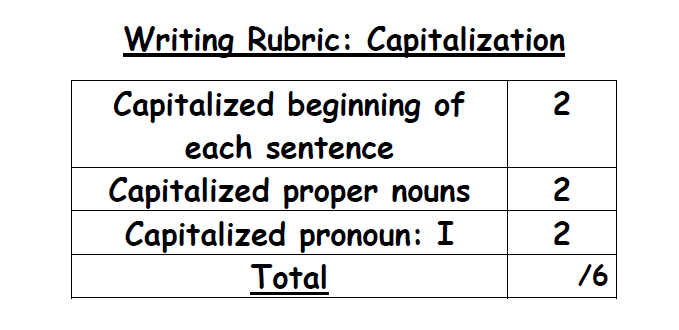 Writing Rubric: Capitalization
Capitalized beginning of 2
each sentence
Capitalized proper nouns 2
Capitalized pronoun: I 2
Total /6